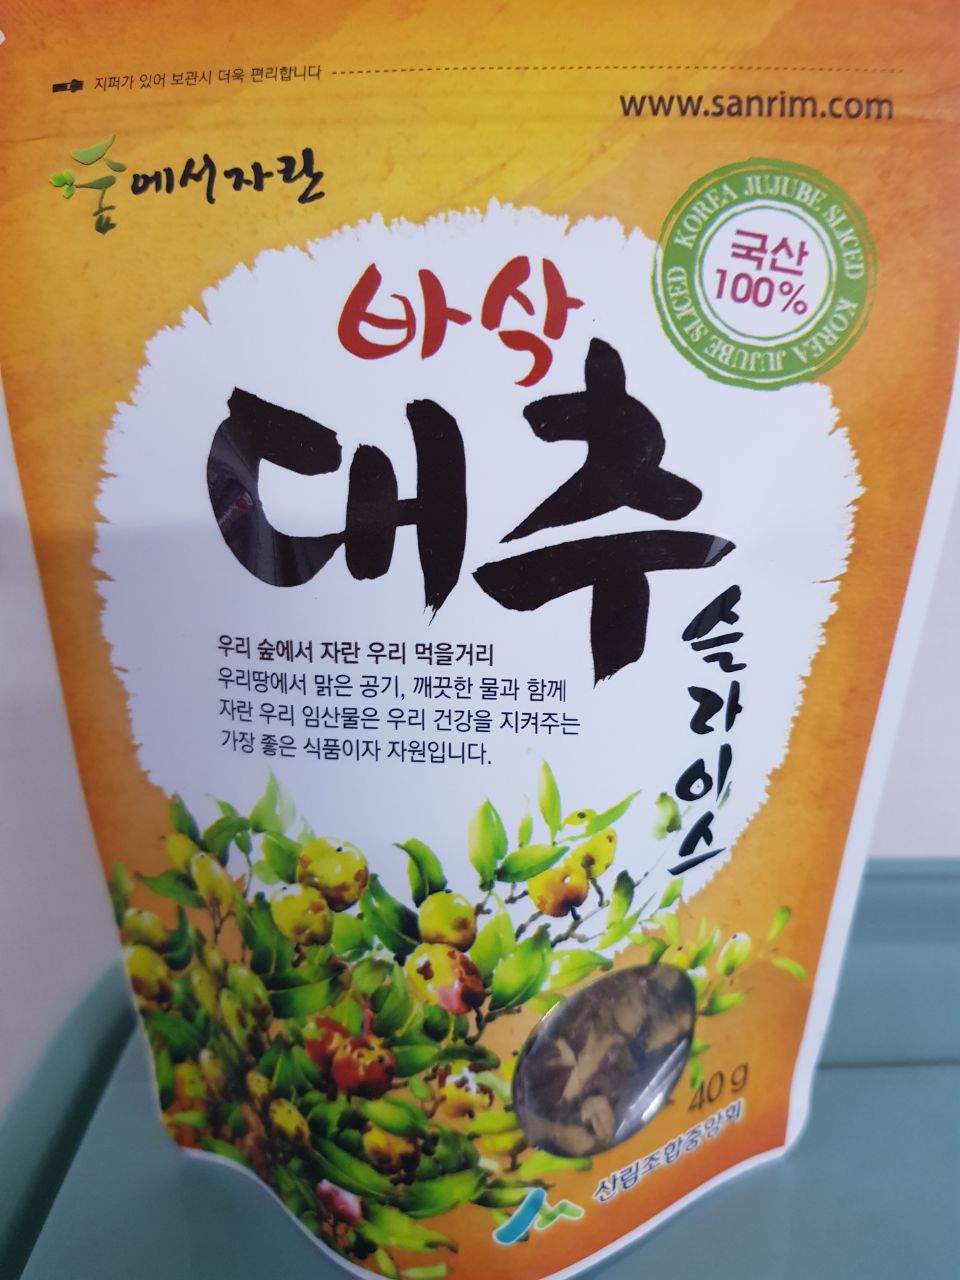 지퍼가 있어 보관시 더욱 편리합니다
www.sanrim.com
숲에서자란
KOREA JUJUBE SLICED KOREA JUJUBE SLICED
국산
100%
바삭
대추
슬라이스
우리 숲에서 자란 우리 먹을거리
우리땅에서 맑은 공기, 깨끗한 물과 함께
자란 우리 임산물은 우리 건강을 지켜주는
가장 좋은 식품이자 자원입니다.
40g
산림조합중앙회